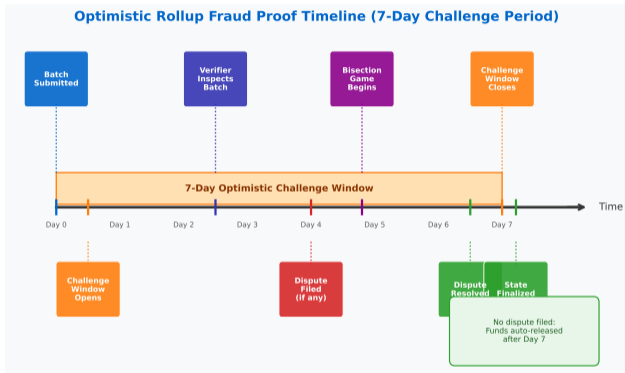 Optimistic Rollup Fraud Proof Timeline (7-Day Challenge Period)
Batch
Submitted
Verifier
Inspects
Batch
Bisection
Game
Begins
Challenge
Window
Closes
7-Day Optimistic Challenge Window
Time
Day 0
Day 1
Day 2
Day 3
Day 4
Day 5
Day 6
Day 7
Challenge
Window
Opens
Dispute
Filed
(if any)
Dispute
Resolved
State
Finalized
No dispute filed:
Funds auto-released
after Day 7